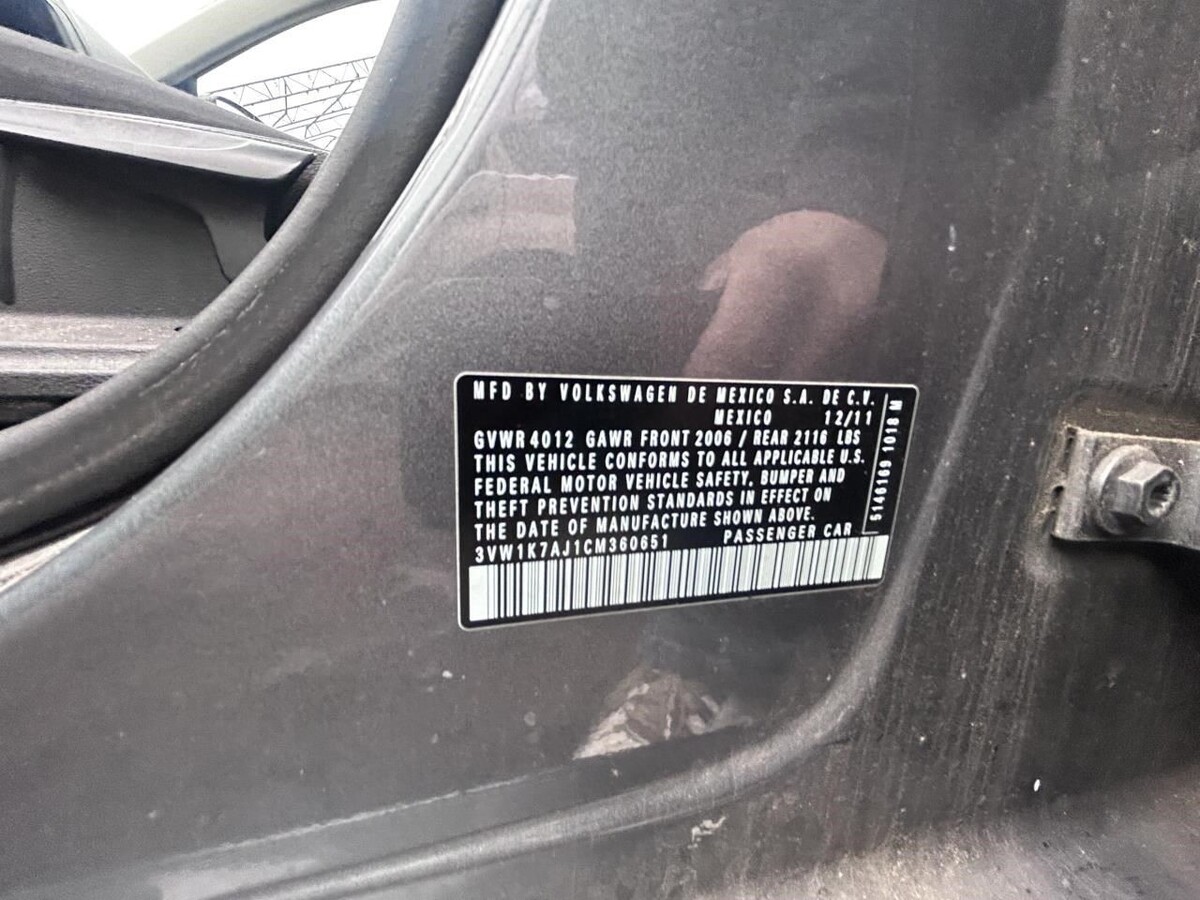 MFD BY VOLKSWAGEN DE MEXICO S.A. DE C.V.
MEXICO 12/11
GVWR 4012 GAWR FRONT 2006 / REAR 2116 LBS
THIS VEHICLE CONFORMS TO ALL APPLICABLE U.S.
FEDERAL MOTOR VEHICLE SAFETY, BUMPER AND
THEFT PREVENTION STANDARDS IN EFFECT ON
THE DATE OF MANUFACTURE SHOWN ABOVE.
3VW1K7AJ1CM360651 PASSENGER CAR
5146169 1018 M